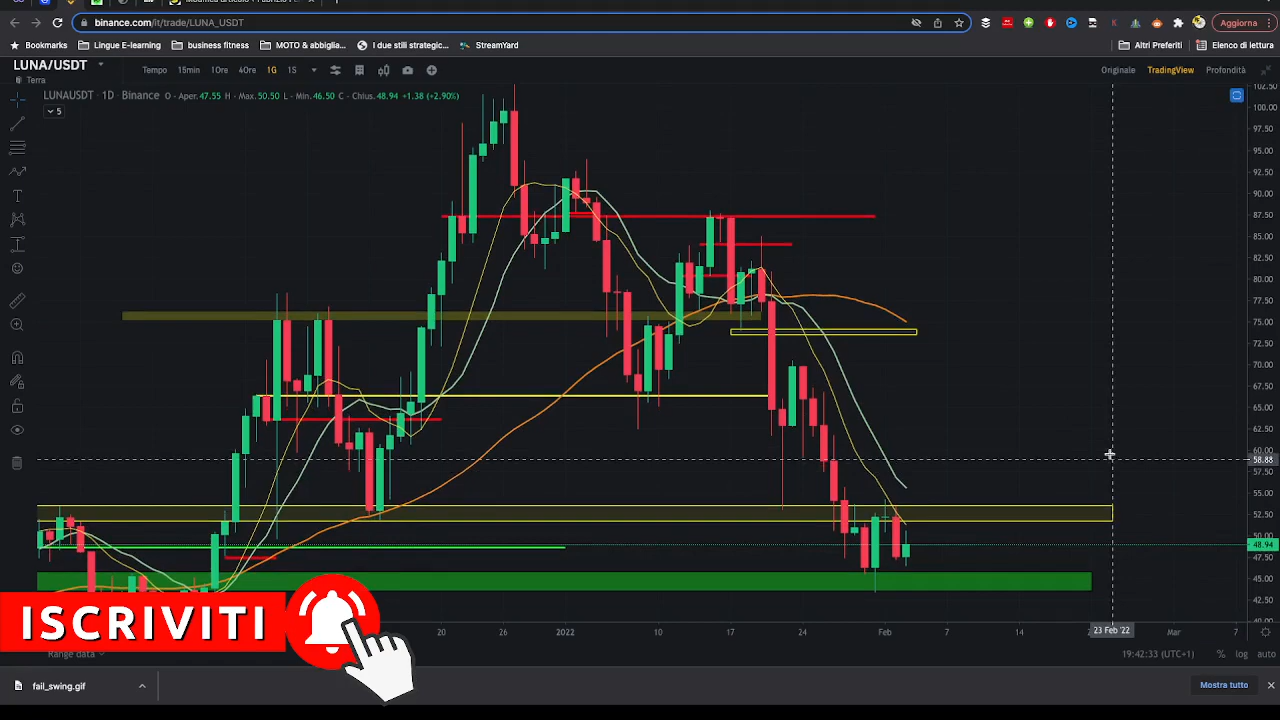 binance.com/it/trade/LUNA_USDT
Aggiorna
Bookmarks
Lingue E-learning
business fitness
MOTO & abbiglia...
I due stili strategic...
StreamYard
Altri Preferiti
Elenco di lettura
LUNA/USDT
Terra
Tempo 15min 1Ore 4Ore 1G 1S
Originale TradingView Profondità
LUNAUSDT · 1D · Binance O - Aper. 47.55 H - Max. 50.50 L - Min. 46.50 C - Chius. 48.94 +1.38 (+2.90%)
5
102.50
100.00
97.50
95.00
92.50
90.00
87.50
85.00
82.50
80.00
77.50
75.00
72.50
70.00
67.50
65.00
62.50
60.00
58.88
57.50
55.00
52.50
50.00
48.94
47.50
45.00
42.50
40.00
ISCRIVITI
20 26 2022 10 17 24 Feb 7 14 23 Feb '22 Mar 7
Range data
19:42:33 (UTC+1) % log auto
fail_swing.gif
Mostra tutto